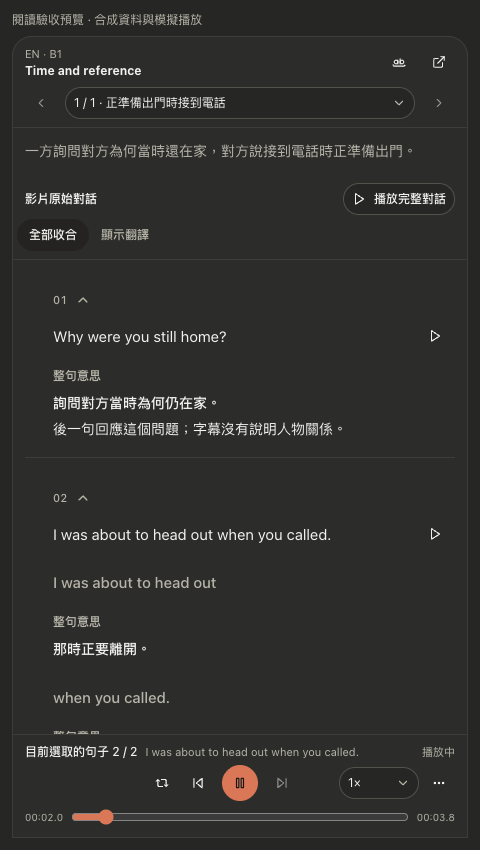 閱讀驗收預覽 · 合成資料與模擬播放
EN · B1
Time and reference
ab
1 / 1 · 正準備出門時接到電話
一方詢問對方為何當時還在家，對方說接到電話時正準備出門。
影片原始對話
播放完整對話
全部收合 顯示翻譯
01
Why were you still home?
整句意思
詢問對方當時為何仍在家。
後一句回應這個問題；字幕沒有說明人物關係。
02
I was about to head out when you called.
I was about to head out
整句意思
那時正要離開。
when you called.
目前選取的句子 2 / 2 I was about to head out when you called. 播放中
1×
00:02.0 00:03.8